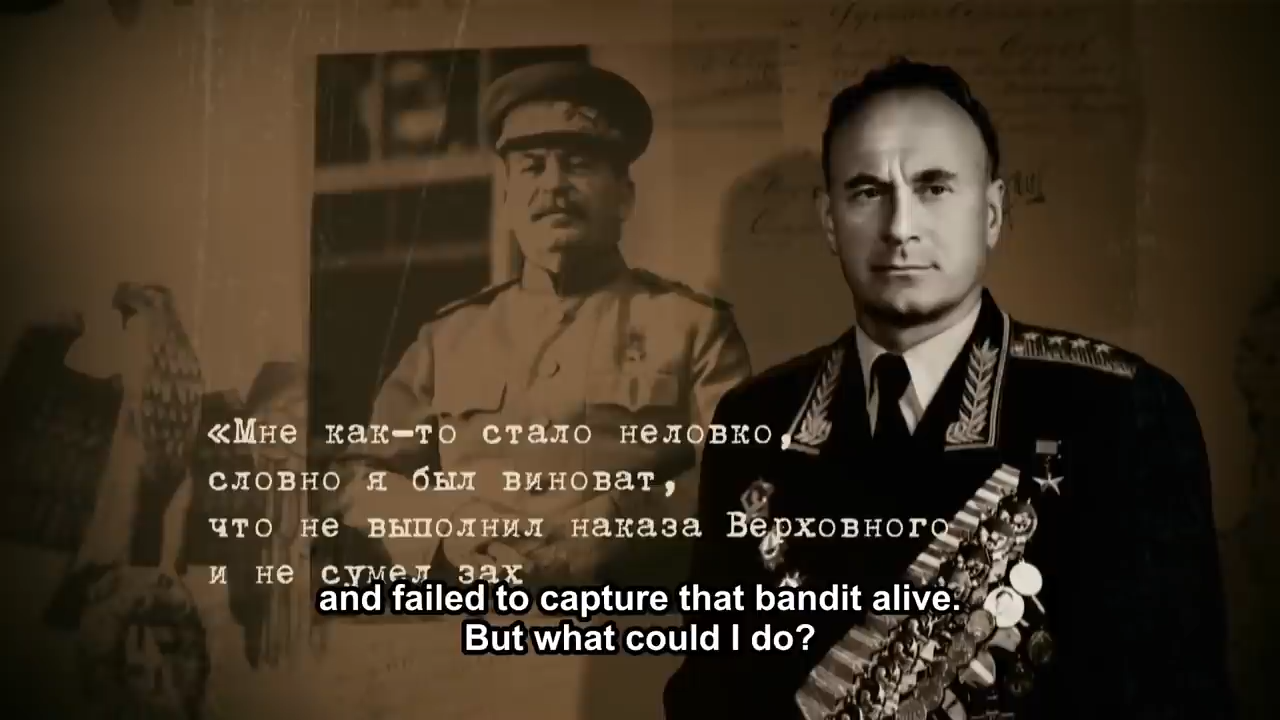 «Мне как-то стало неловко,
словно я был виноват,
что не выполнил наказа Верховного
и не сумел зах
and failed to capture that bandit alive.
But what could I do?